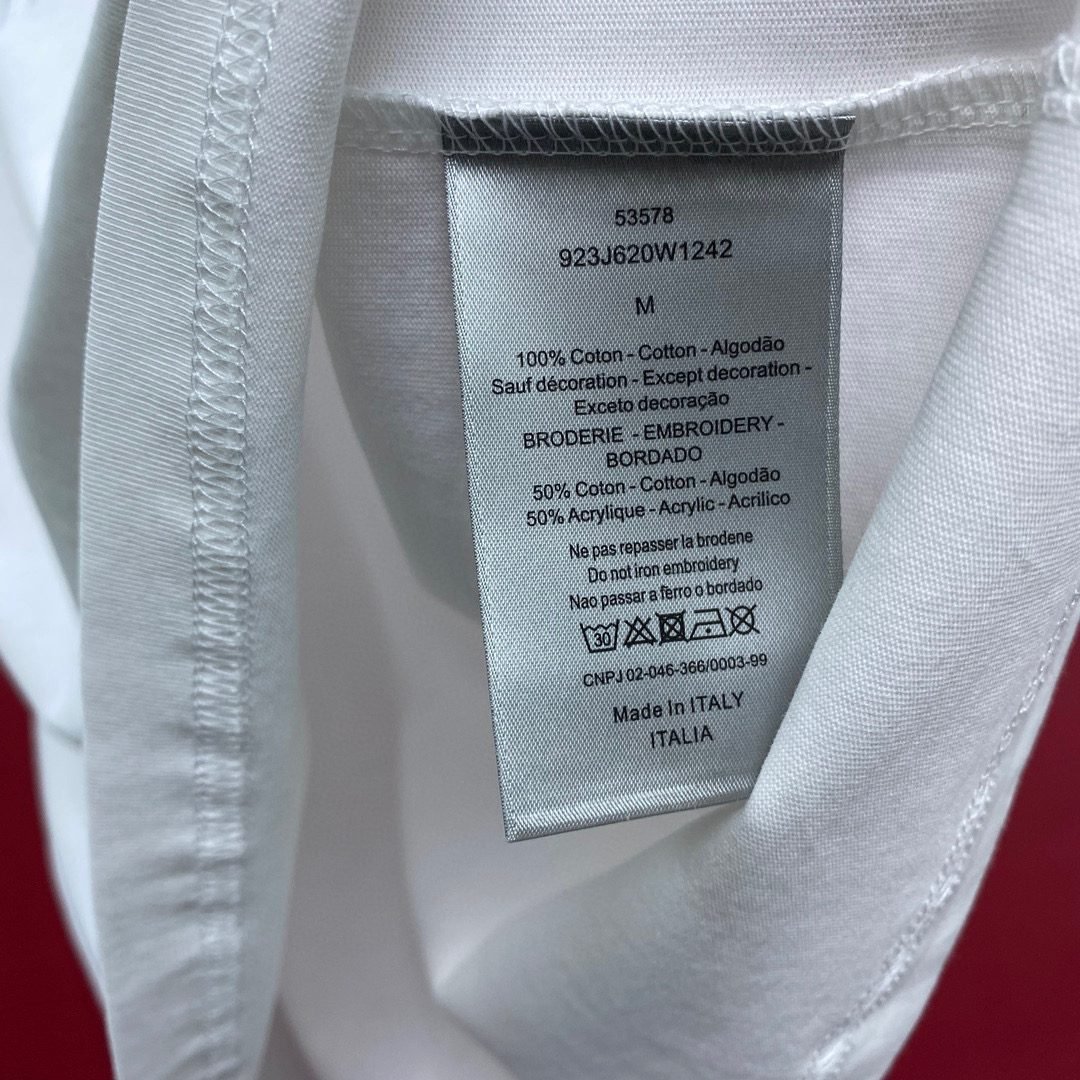 53578
923J620W1242
M
100% Coton - Cotton - Algodão
Sauf décoration - Except decoration -
Exceto decoração
BRODERIE - EMBROIDERY -
BORDADO
50% Coton - Cotton - Algodão
50% Acrylique - Acrylic - Acrilico
Ne pas repasser la brodene
Do not iron embroidery
Nao passar a ferro o bordado
30
CNPJ 02-046-366/0003-99
Made In ITALY
ITALIA